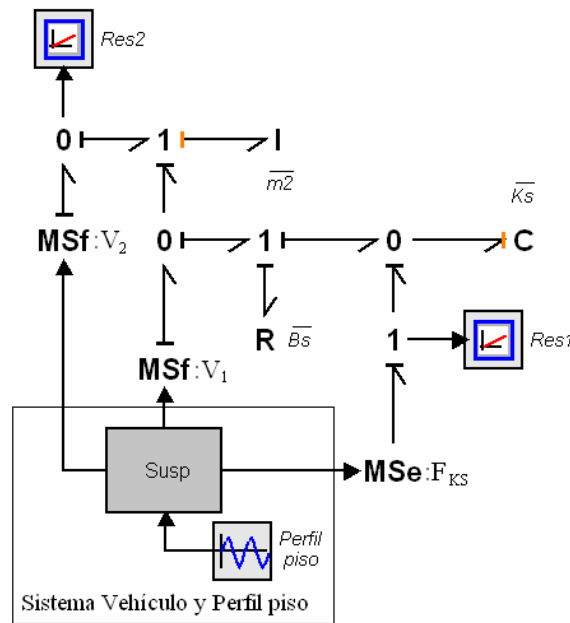 Res2
0 1 I
m2
Ks
MSf:V2 0 1 0 C
R Bs
1 Res1
MSf:V1
Susp
MSe:FKS
Perfil
piso
Sistema Vehículo y Perfil piso